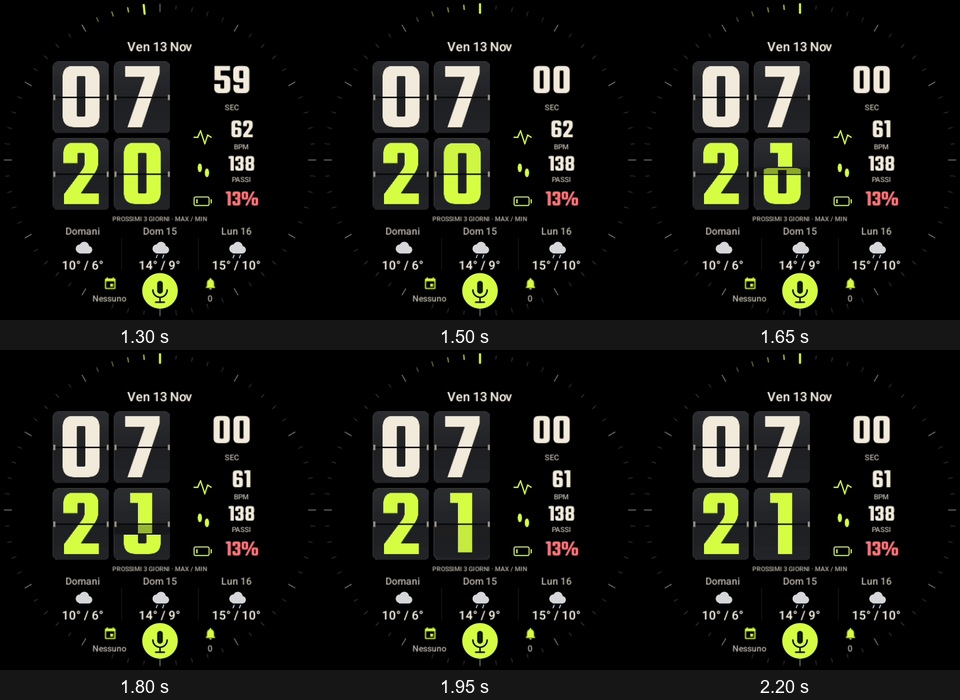 Ven 13 Nov
07 59
SEC
62
BPM
20 138
PASSI
13%
PROSSIMI 3 GIORNI · MAX / MIN
Domani Dom 15 Lun 16
10° / 6° 14° / 9° 15° / 10°
Nessuno 0
1.30 s
Ven 13 Nov
07 00
SEC
62
BPM
20 138
PASSI
13%
PROSSIMI 3 GIORNI · MAX / MIN
Domani Dom 15 Lun 16
10° / 6° 14° / 9° 15° / 10°
Nessuno 0
1.50 s
Ven 13 Nov
07 00
SEC
61
BPM
2 138
PASSI
13%
PROSSIMI 3 GIORNI · MAX / MIN
Domani Dom 15 Lun 16
10° / 6° 14° / 9° 15° / 10°
Nessuno 0
1.65 s
Ven 13 Nov
07 00
SEC
61
BPM
2 138
PASSI
13%
PROSSIMI 3 GIORNI · MAX / MIN
Domani Dom 15 Lun 16
10° / 6° 14° / 9° 15° / 10°
Nessuno 0
1.80 s
Ven 13 Nov
07 00
SEC
61
BPM
21 138
PASSI
13%
PROSSIMI 3 GIORNI · MAX / MIN
Domani Dom 15 Lun 16
10° / 6° 14° / 9° 15° / 10°
Nessuno 0
1.95 s
Ven 13 Nov
07 00
SEC
61
BPM
21 138
PASSI
13%
PROSSIMI 3 GIORNI · MAX / MIN
Domani Dom 15 Lun 16
10° / 6° 14° / 9° 15° / 10°
Nessuno 0
2.20 s